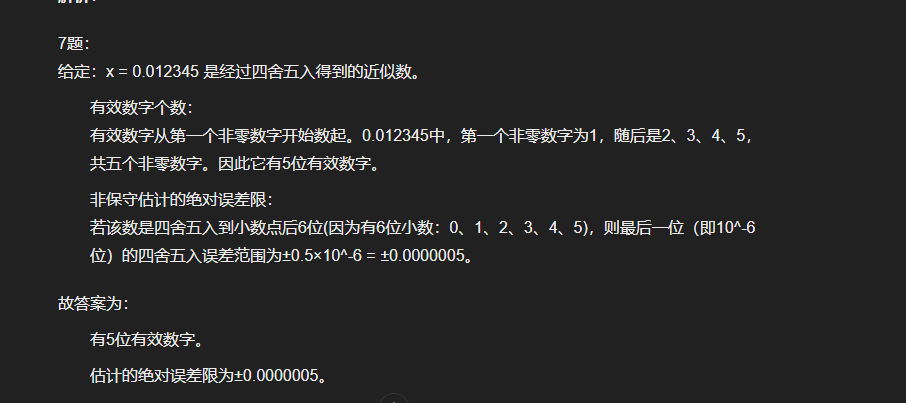 7题：
给定：x = 0.012345 是经过四舍五入得到的近似数。
有效数字个数：
有效数字从第一个非零数字开始数起。0.012345中，第一个非零数字为1，随后是2、3、4、5，
共五个非零数字。因此它有5位有效数字。
非保守估计的绝对误差限：
若该数是四舍五入到小数点后6位(因为有6位小数：0、1、2、3、4、5)，则最后一位（即10^-6
位）的四舍五入误差范围为±0.5×10^-6 = ±0.0000005。
故答案为：
有5位有效数字。
估计的绝对误差限为±0.0000005。